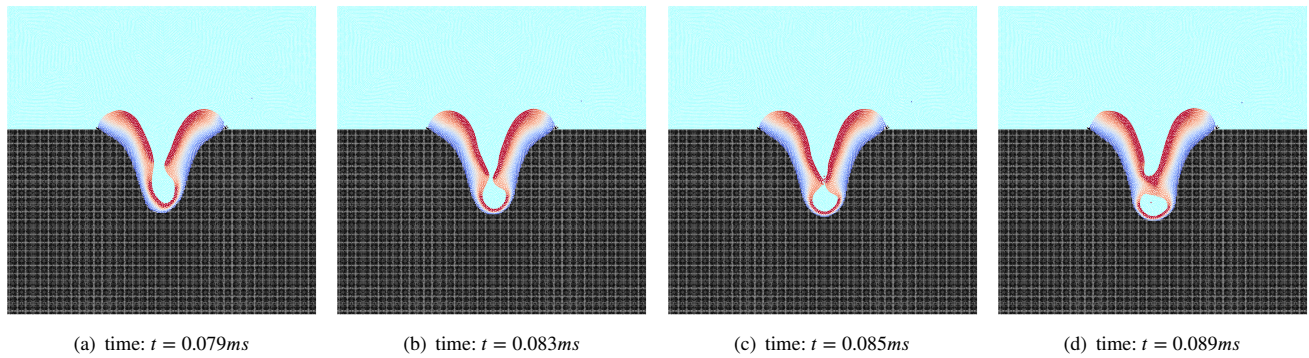 (a) time: t = 0.079ms (b) time: t = 0.083ms (c) time: t = 0.085ms (d) time: t = 0.089ms